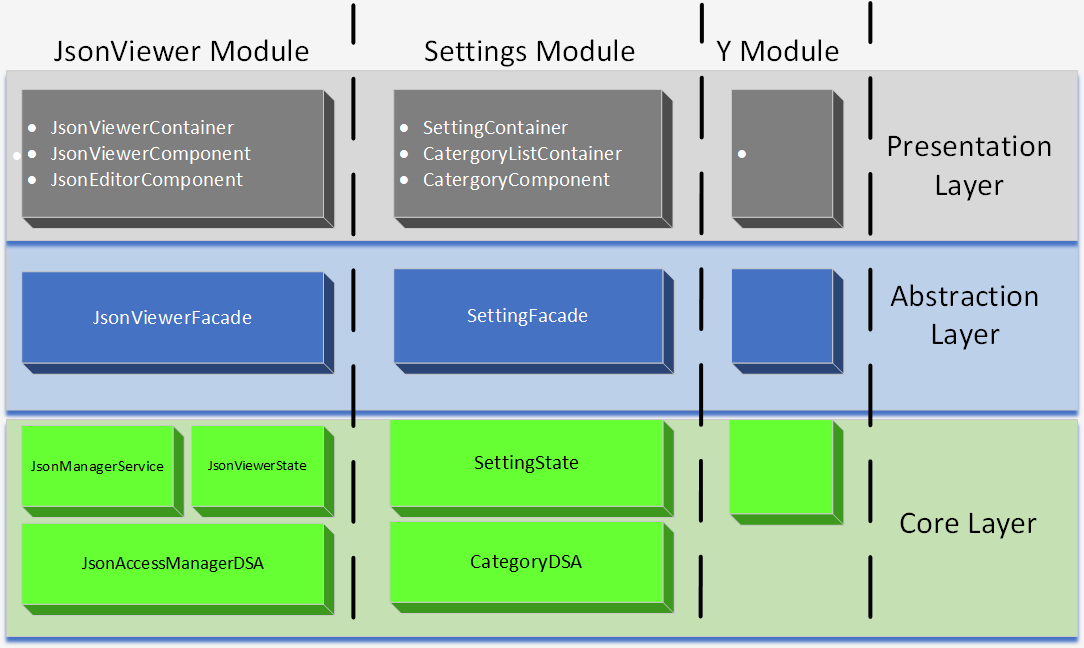 JsonViewer Module
Settings Module
Y Module
• JsonViewerContainer
• JsonViewerComponent
• JsonEditorComponent
• SettingContainer
• CatergoryListContainer
• CatergoryComponent
•
Presentation
Layer
JsonViewerFacade
SettingFacade
Abstraction
Layer
JsonManagerService
JsonViewerState
SettingState
Core Layer
JsonAccessManagerDSA
CategoryDSA